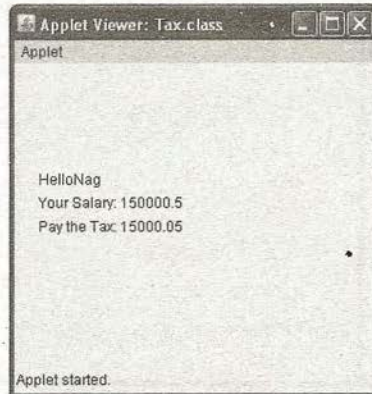 Applet Viewer: Tax.class
Applet
HelloNag
Your Salary: 150000.5
Pay the Tax: 15000.05
Applet started.